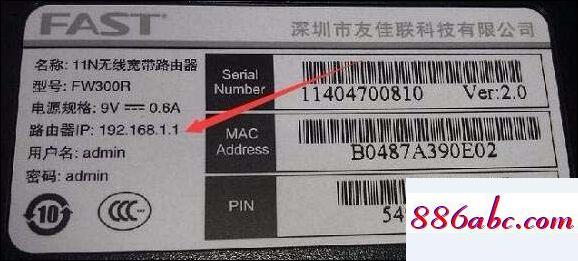 FAST
深圳市友佳联科技有限公司
名称: 11N无线宽带路由器
型号: FW300R
电源规格: 9V⎓0.6A
路由器IP: 192.168.1.1
用户名: admin
密码: admin
10
CCC
Serial Number
11404700810 Ver:2.0
MAC Address
B0487A390E02
PIN
54
886abc.com